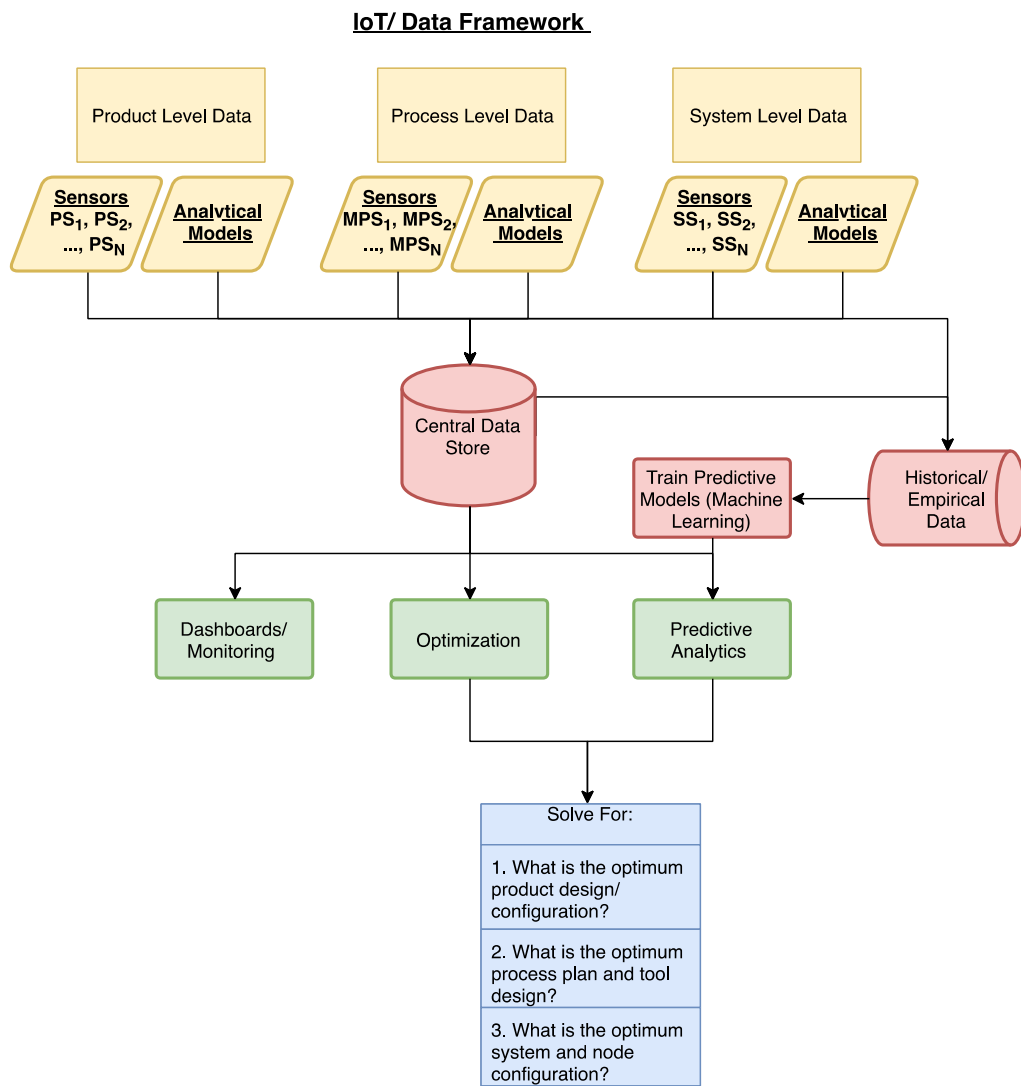 IoT/ Data Framework
Product Level Data
Process Level Data
System Level Data
Sensors
PS1, PS2,
..., PSN
Analytical
Models
Sensors
MPS1, MPS2,
..., MPSN
Analytical
Models
Sensors
SS1, SS2,
..., SSN
Analytical
Models
Central Data
Store
Train Predictive
Models (Machine
Learning)
Historical/
Empirical
Data
Dashboards/
Monitoring
Optimization
Predictive
Analytics
Solve For:
1. What is the optimum
product design/
configuration?
2. What is the optimum
process plan and tool
design?
3. What is the optimum
system and node
configuration?